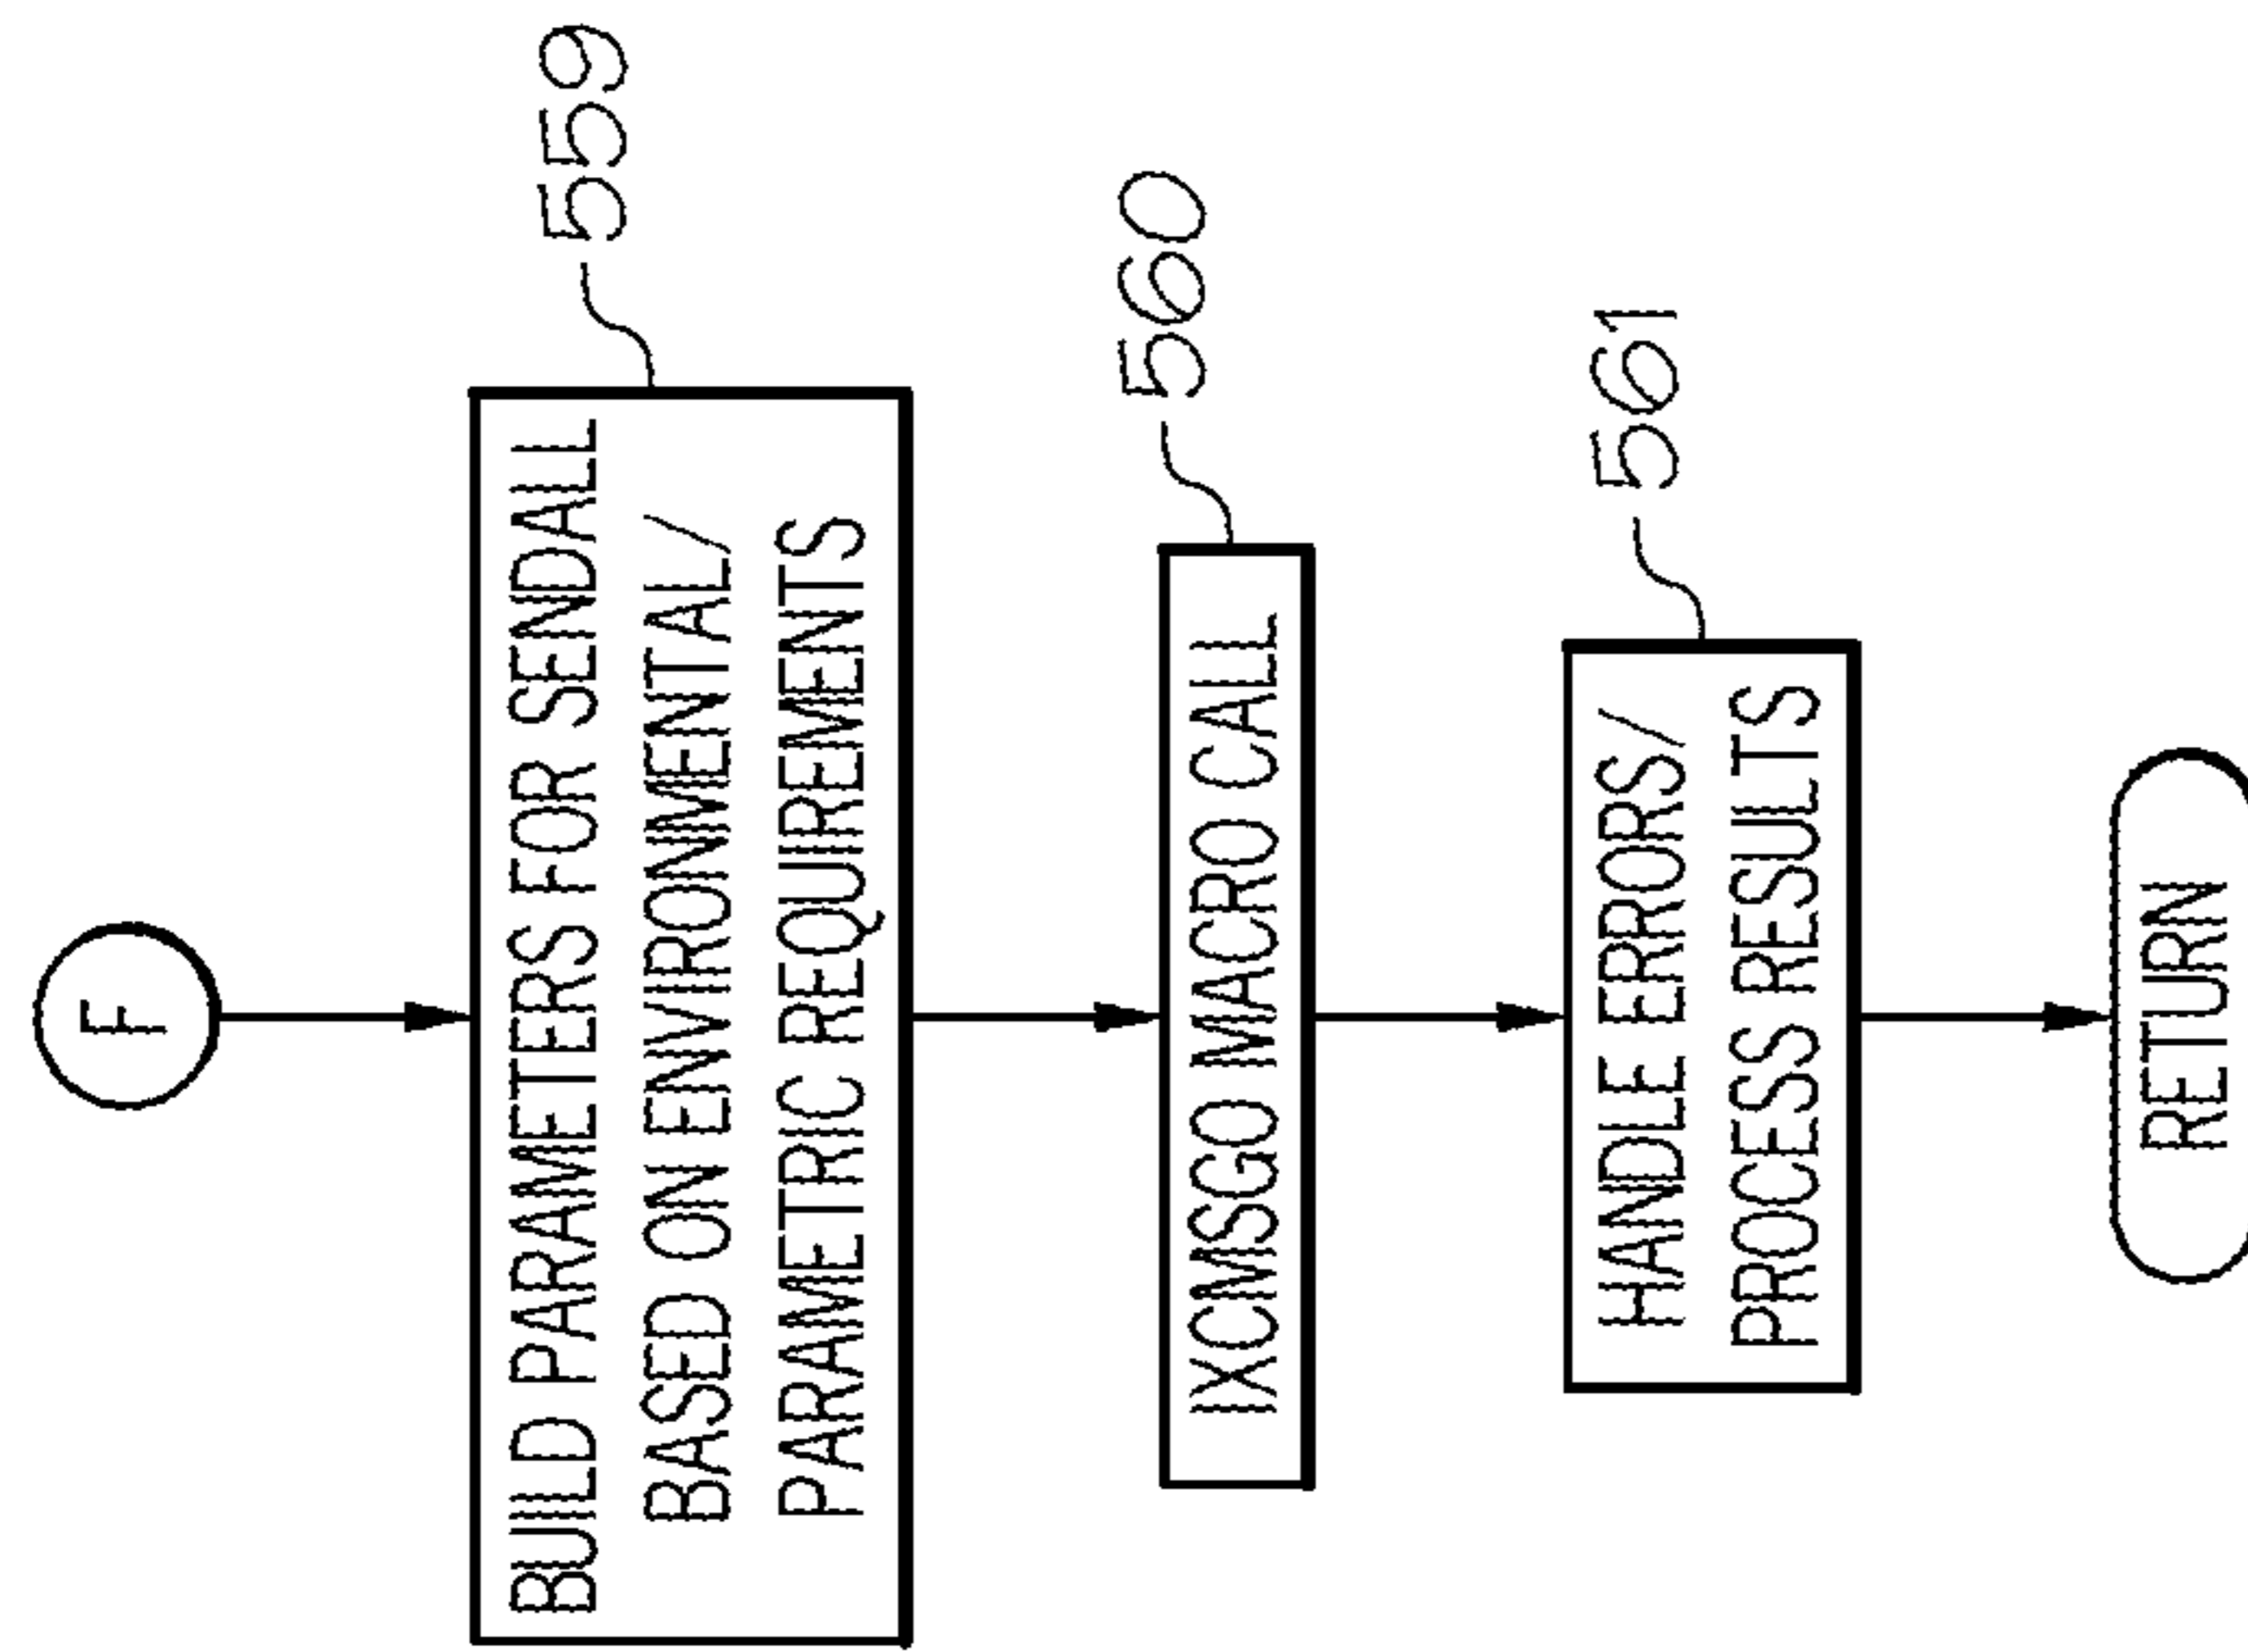 F
BUILD PARAMETERS FOR SENDALL
BASED ON ENVIRONMENTAL/
PARAMETRIC REQUIREMENTS
559
IXCMSGO MACRO CALL
560
HANDLE ERRORS/
PROCESS RESULTS
561
RETURN